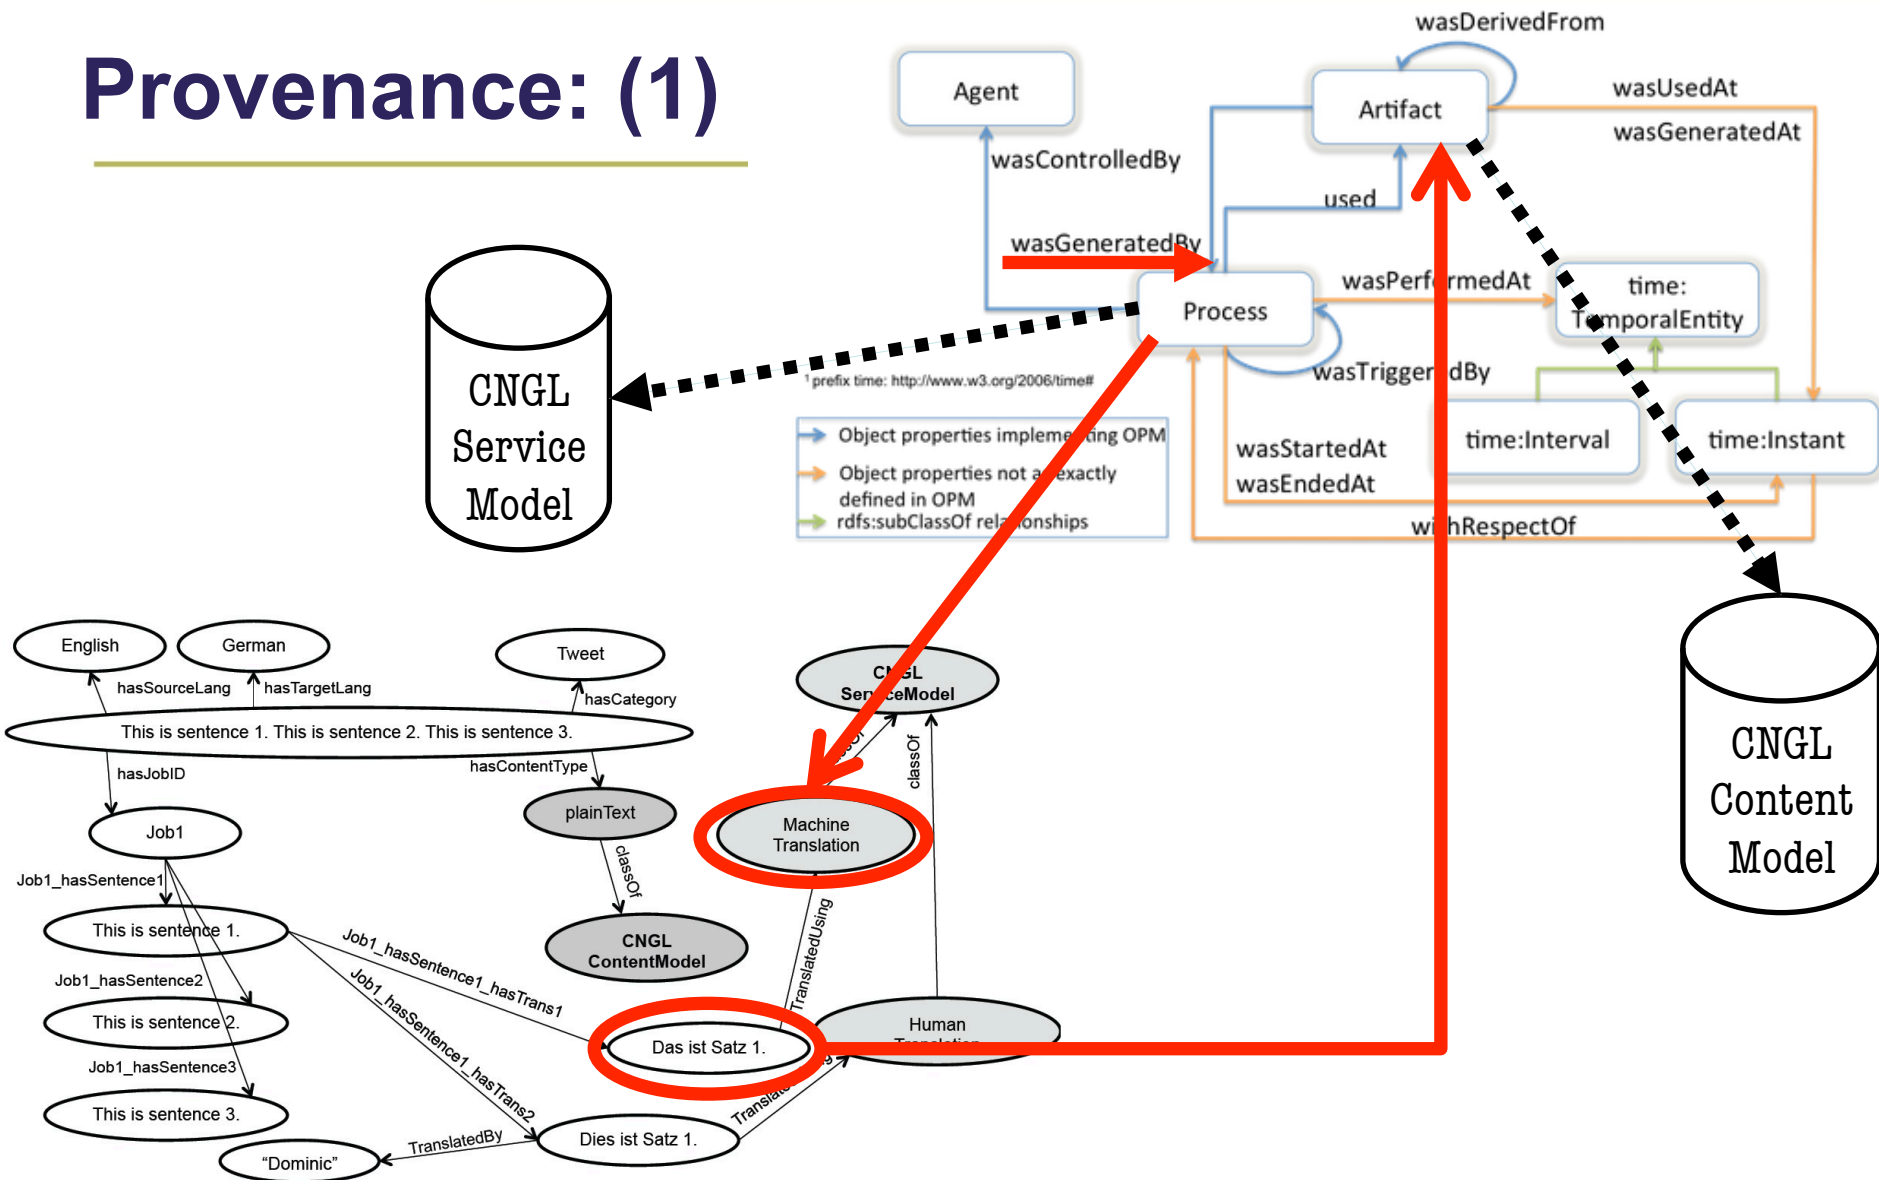 Provenance: (1)
wasDerivedFrom
Agent
Artifact
wasUsedAt
wasGeneratedAt
wasControlledBy
used
wasGeneratedBy
wasPerformedAt
time:
TemporalEntity
Process
wasTriggeredBy
¹ prefix time: http://www.w3.org/2006/time#
Object properties implementing OPM
Object properties not as exactly
defined in OPM
rdfs:subClassOf relationships
wasStartedAt
wasEndedAt
time:Interval
time:Instant
withRespectOf
CNGL
Service
Model
CNGL
Content
Model
English
German
Tweet
hasSourceLang
hasTargetLang
hasCategory
This is sentence 1. This is sentence 2. This is sentence 3.
hasJobID
hasContentType
CNGL
ServiceModel
classOf
classOf
Job1
plainText
Machine
Translation
classOf
Job1_hasSentence1
This is sentence 1.
CNGL
ContentModel
Job1_hasSentence1_hasTrans1
TranslatedUsing
Job1_hasSentence2
This is sentence 2.
Job1_hasSentence1_hasTrans2
Das ist Satz 1.
Human
Translation
Job1_hasSentence3
This is sentence 3.
TranslatedUsing
TranslatedBy
Dies ist Satz 1.
“Dominic”